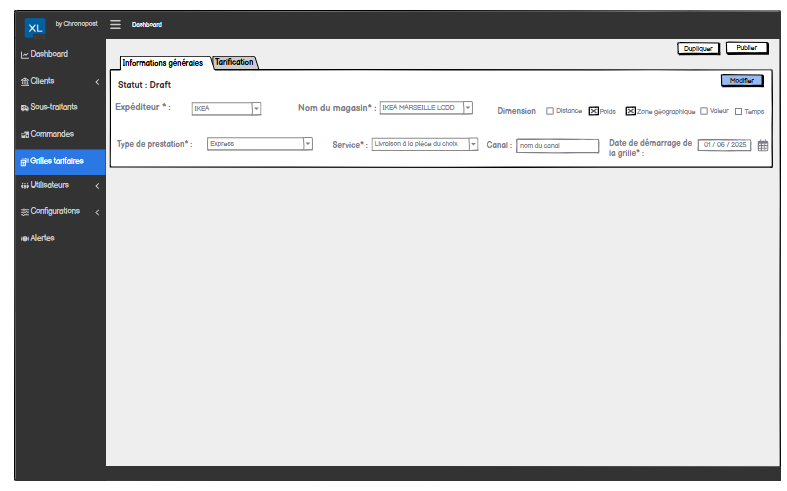 XL by Chronopost Dashboard
Dashboard
Clients
Sous-traitants
Commandes
Grilles tarifaires
Utilisateurs
Configurations
Alertes
Dupliquer Publier
Informations générales Tarification
Statut : Draft Modifier
Expéditeur * : IKEA Nom du magasin* : IKEA MARSEILLE LCDD Dimension Distance Poids Zone géographique Valeur Temps
Type de prestation* : Express Service* : Livraison à la pièce du choix Canal : nom du canal Date de démarrage de
la grille* : 01 / 06 / 2025